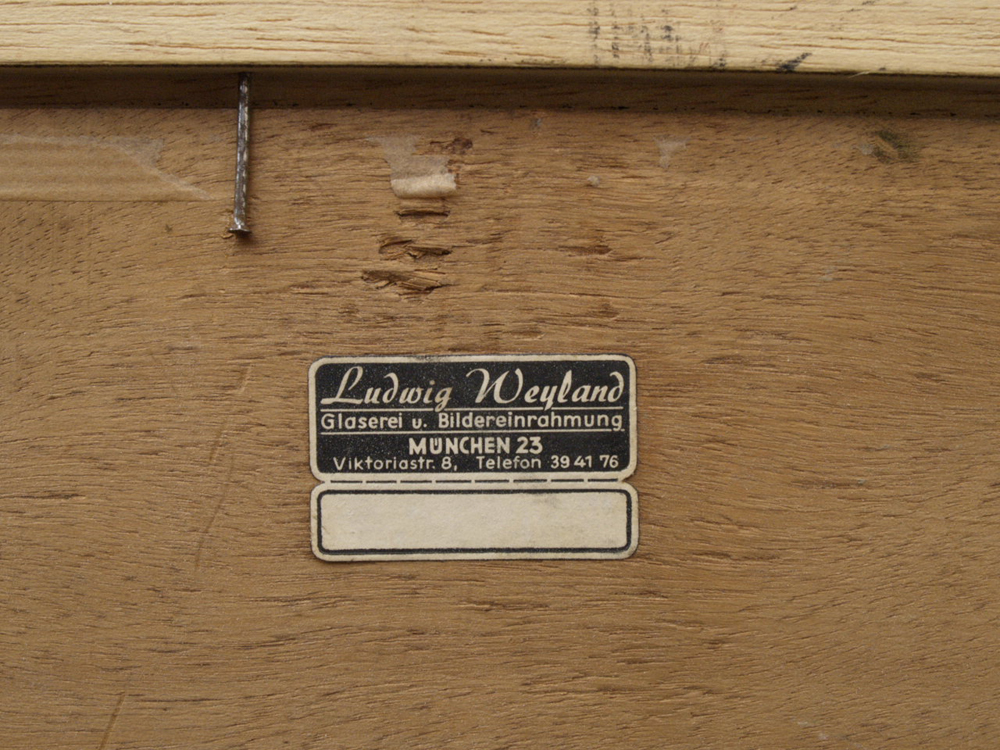 Ludwig Weyland
Glaserei u. Bildereinrahmung
MÜNCHEN 23
Viktoriastr. 8, Telefon 39 41 76